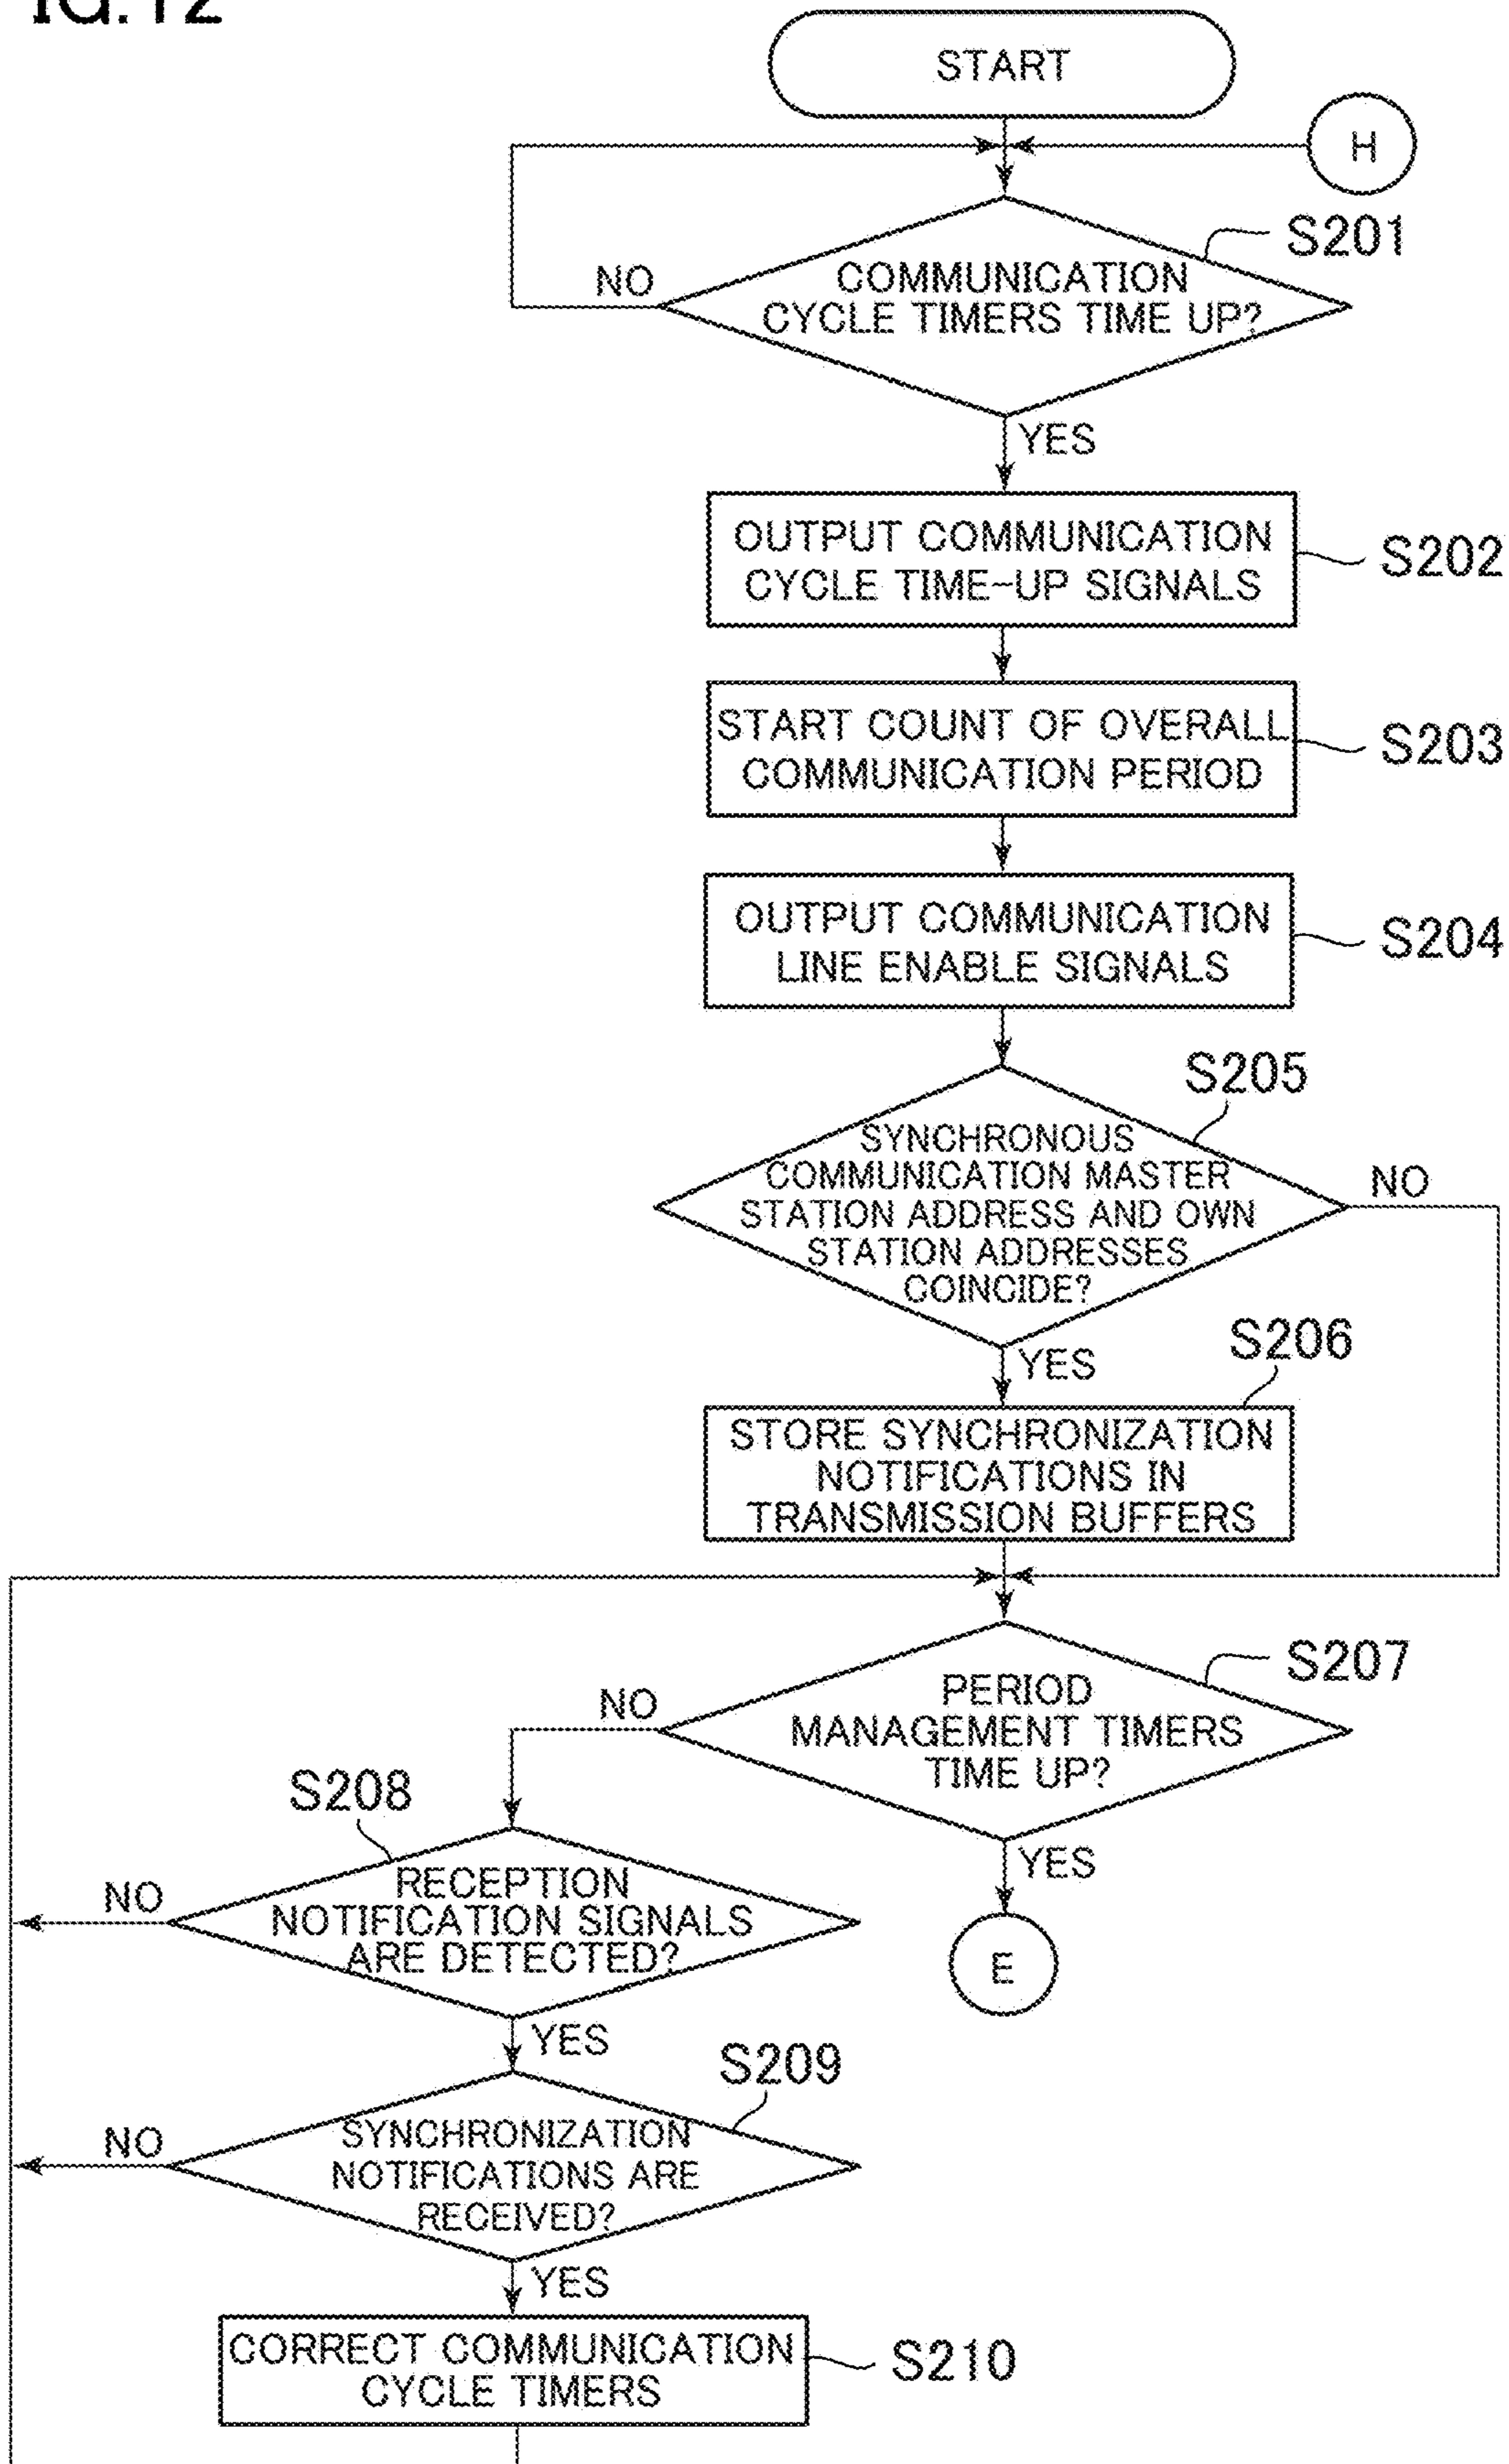 IG.12
START
H
S201
NO
COMMUNICATION
CYCLE TIMERS TIME UP?
YES
OUTPUT COMMUNICATION
CYCLE TIME-UP SIGNALS
S202
START COUNT OF OVERALL
COMMUNICATION PERIOD
S203
OUTPUT COMMUNICATION
LINE ENABLE SIGNALS
S204
S205
SYNCHRONOUS
COMMUNICATION MASTER
STATION ADDRESS AND OWN
STATION ADDRESSES
COINCIDE?
NO
YES
S206
STORE SYNCHRONIZATION
NOTIFICATIONS IN
TRANSMISSION BUFFERS
S207
NO
PERIOD
MANAGEMENT TIMERS
TIME UP?
YES
E
S208
NO
RECEPTION
NOTIFICATION SIGNALS
ARE DETECTED?
YES
S209
NO
SYNCHRONIZATION
NOTIFICATIONS ARE
RECEIVED?
YES
CORRECT COMMUNICATION
CYCLE TIMERS
S210